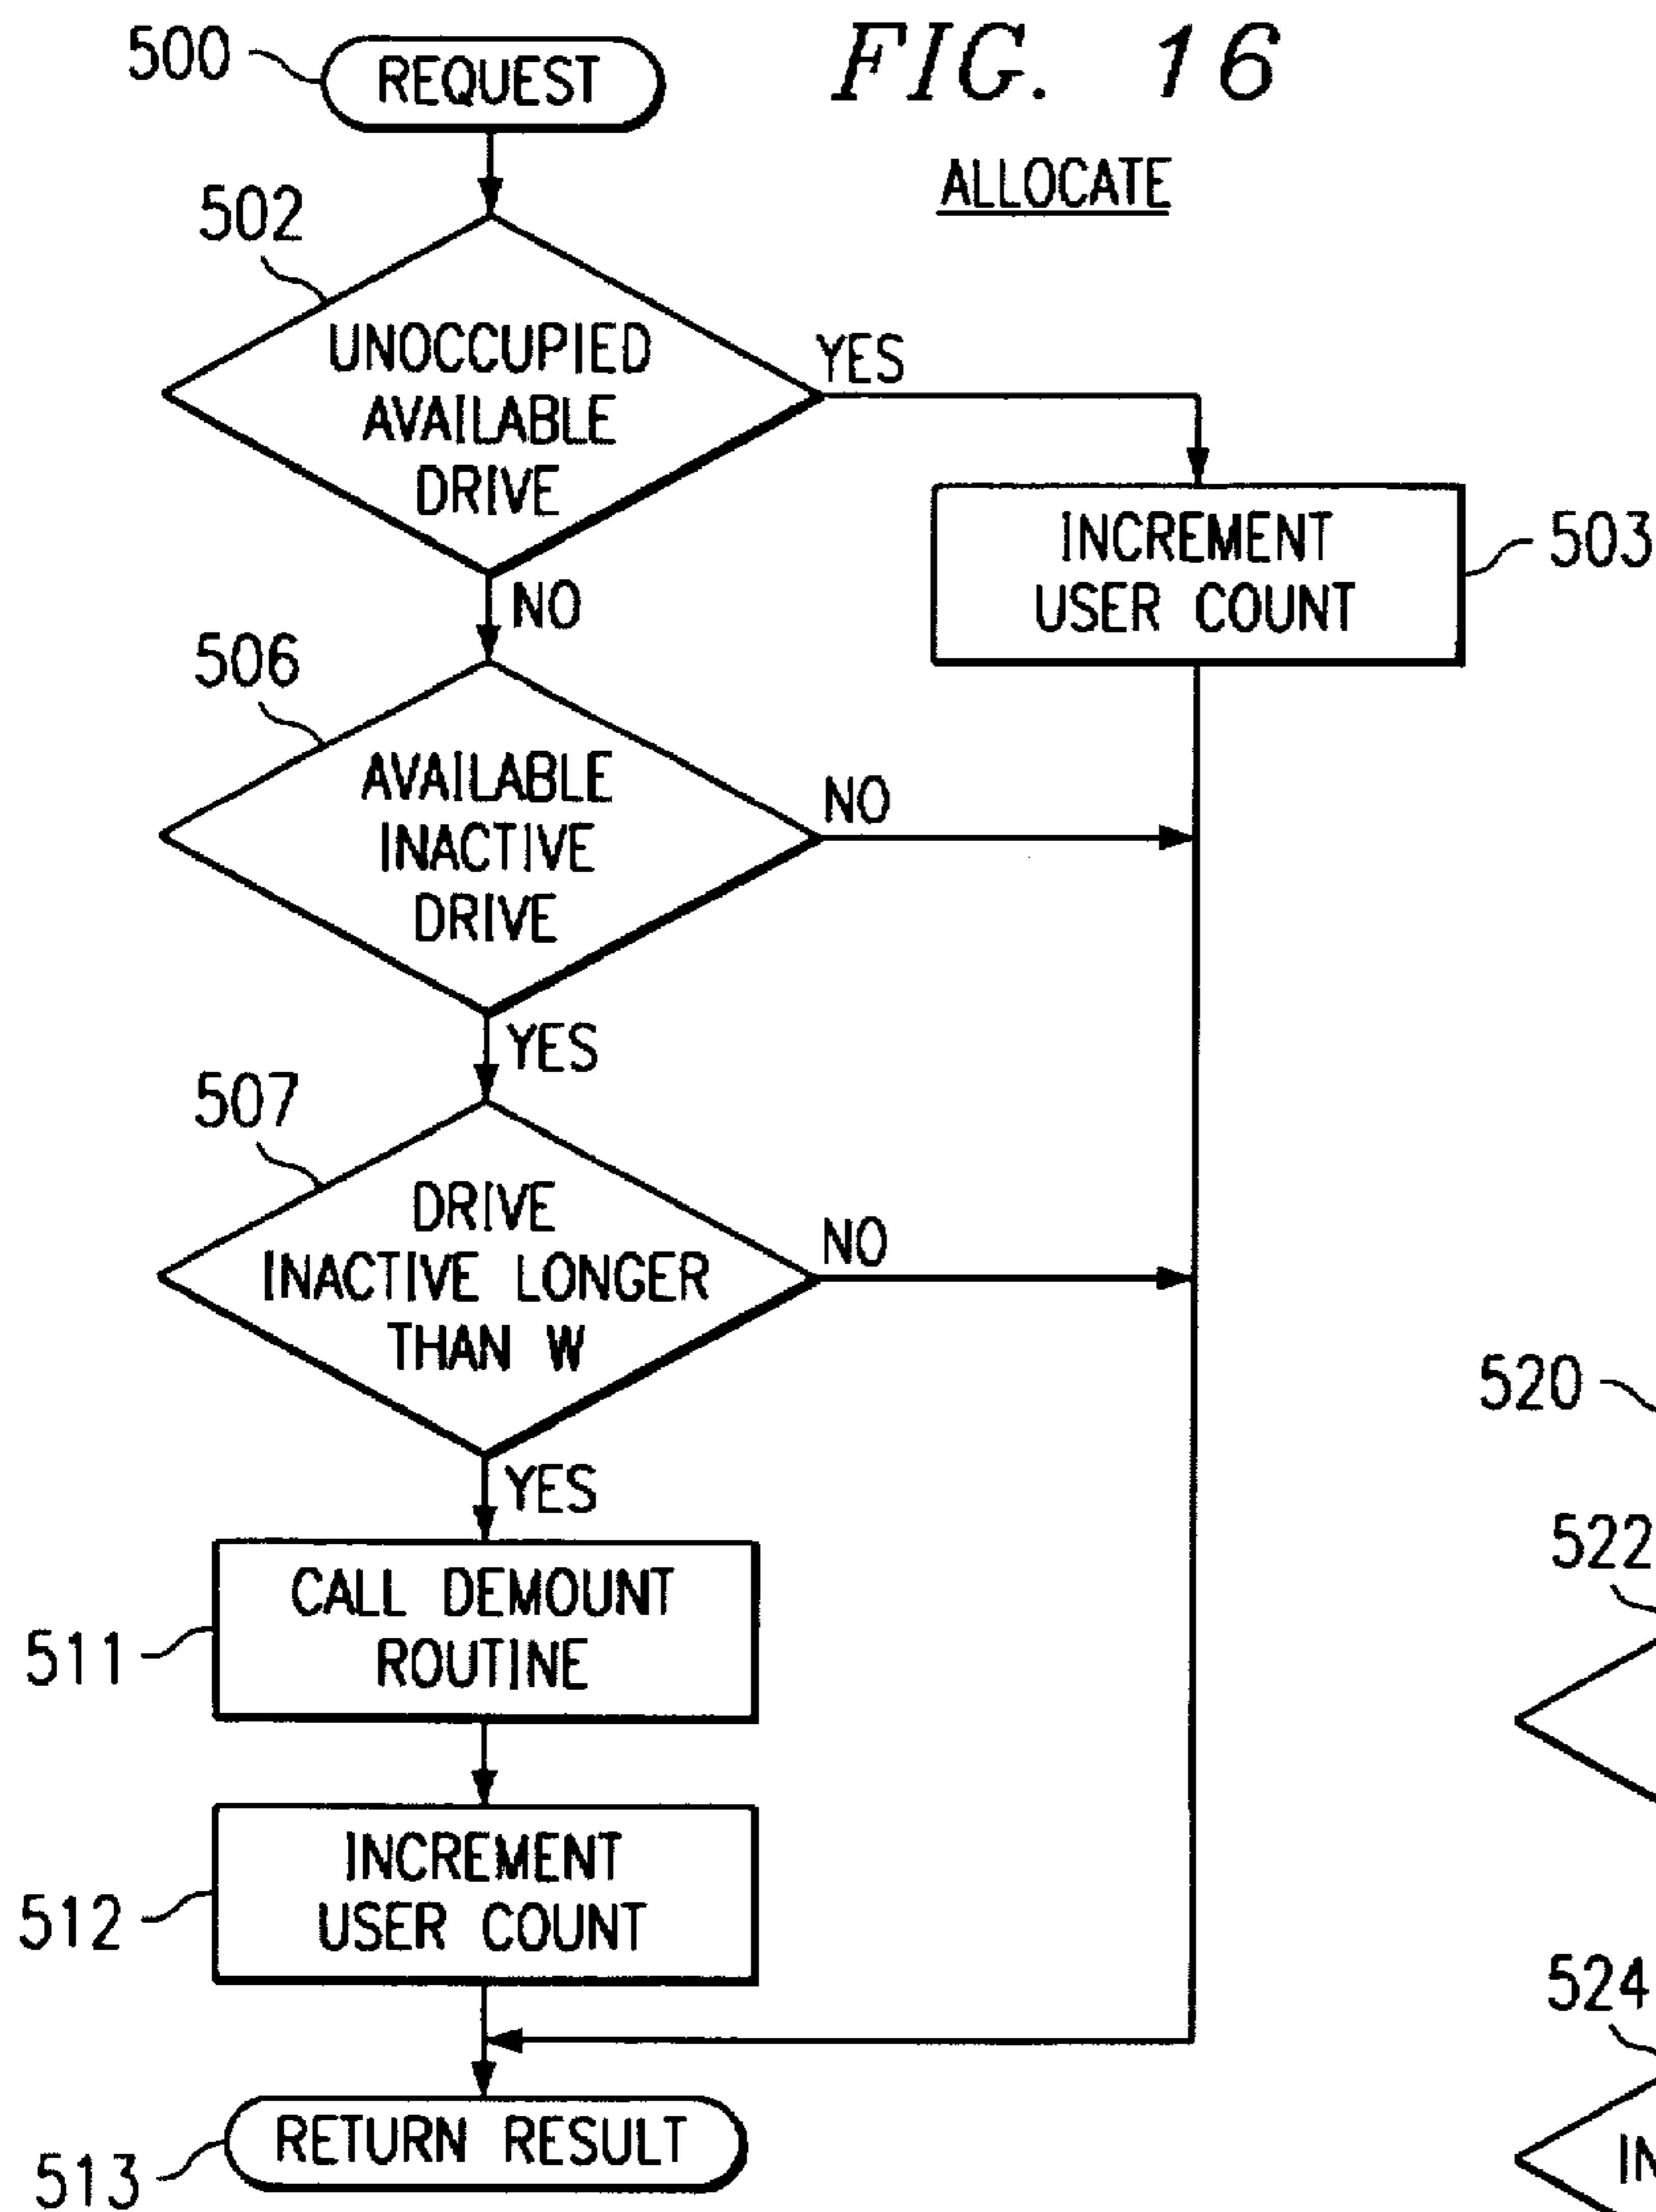 FIG. 16
ALLOCATE
500
REQUEST
502
UNOCCUPIED
AVAILABLE
DRIVE
YES
NO
INCREMENT
USER COUNT
503
506
AVAILABLE
INACTIVE
DRIVE
NO
YES
507
DRIVE
INACTIVE LONGER
THAN W
NO
YES
511
CALL DEMOUNT
ROUTINE
512
INCREMENT
USER COUNT
513
RETURN RESULT
520
522
524